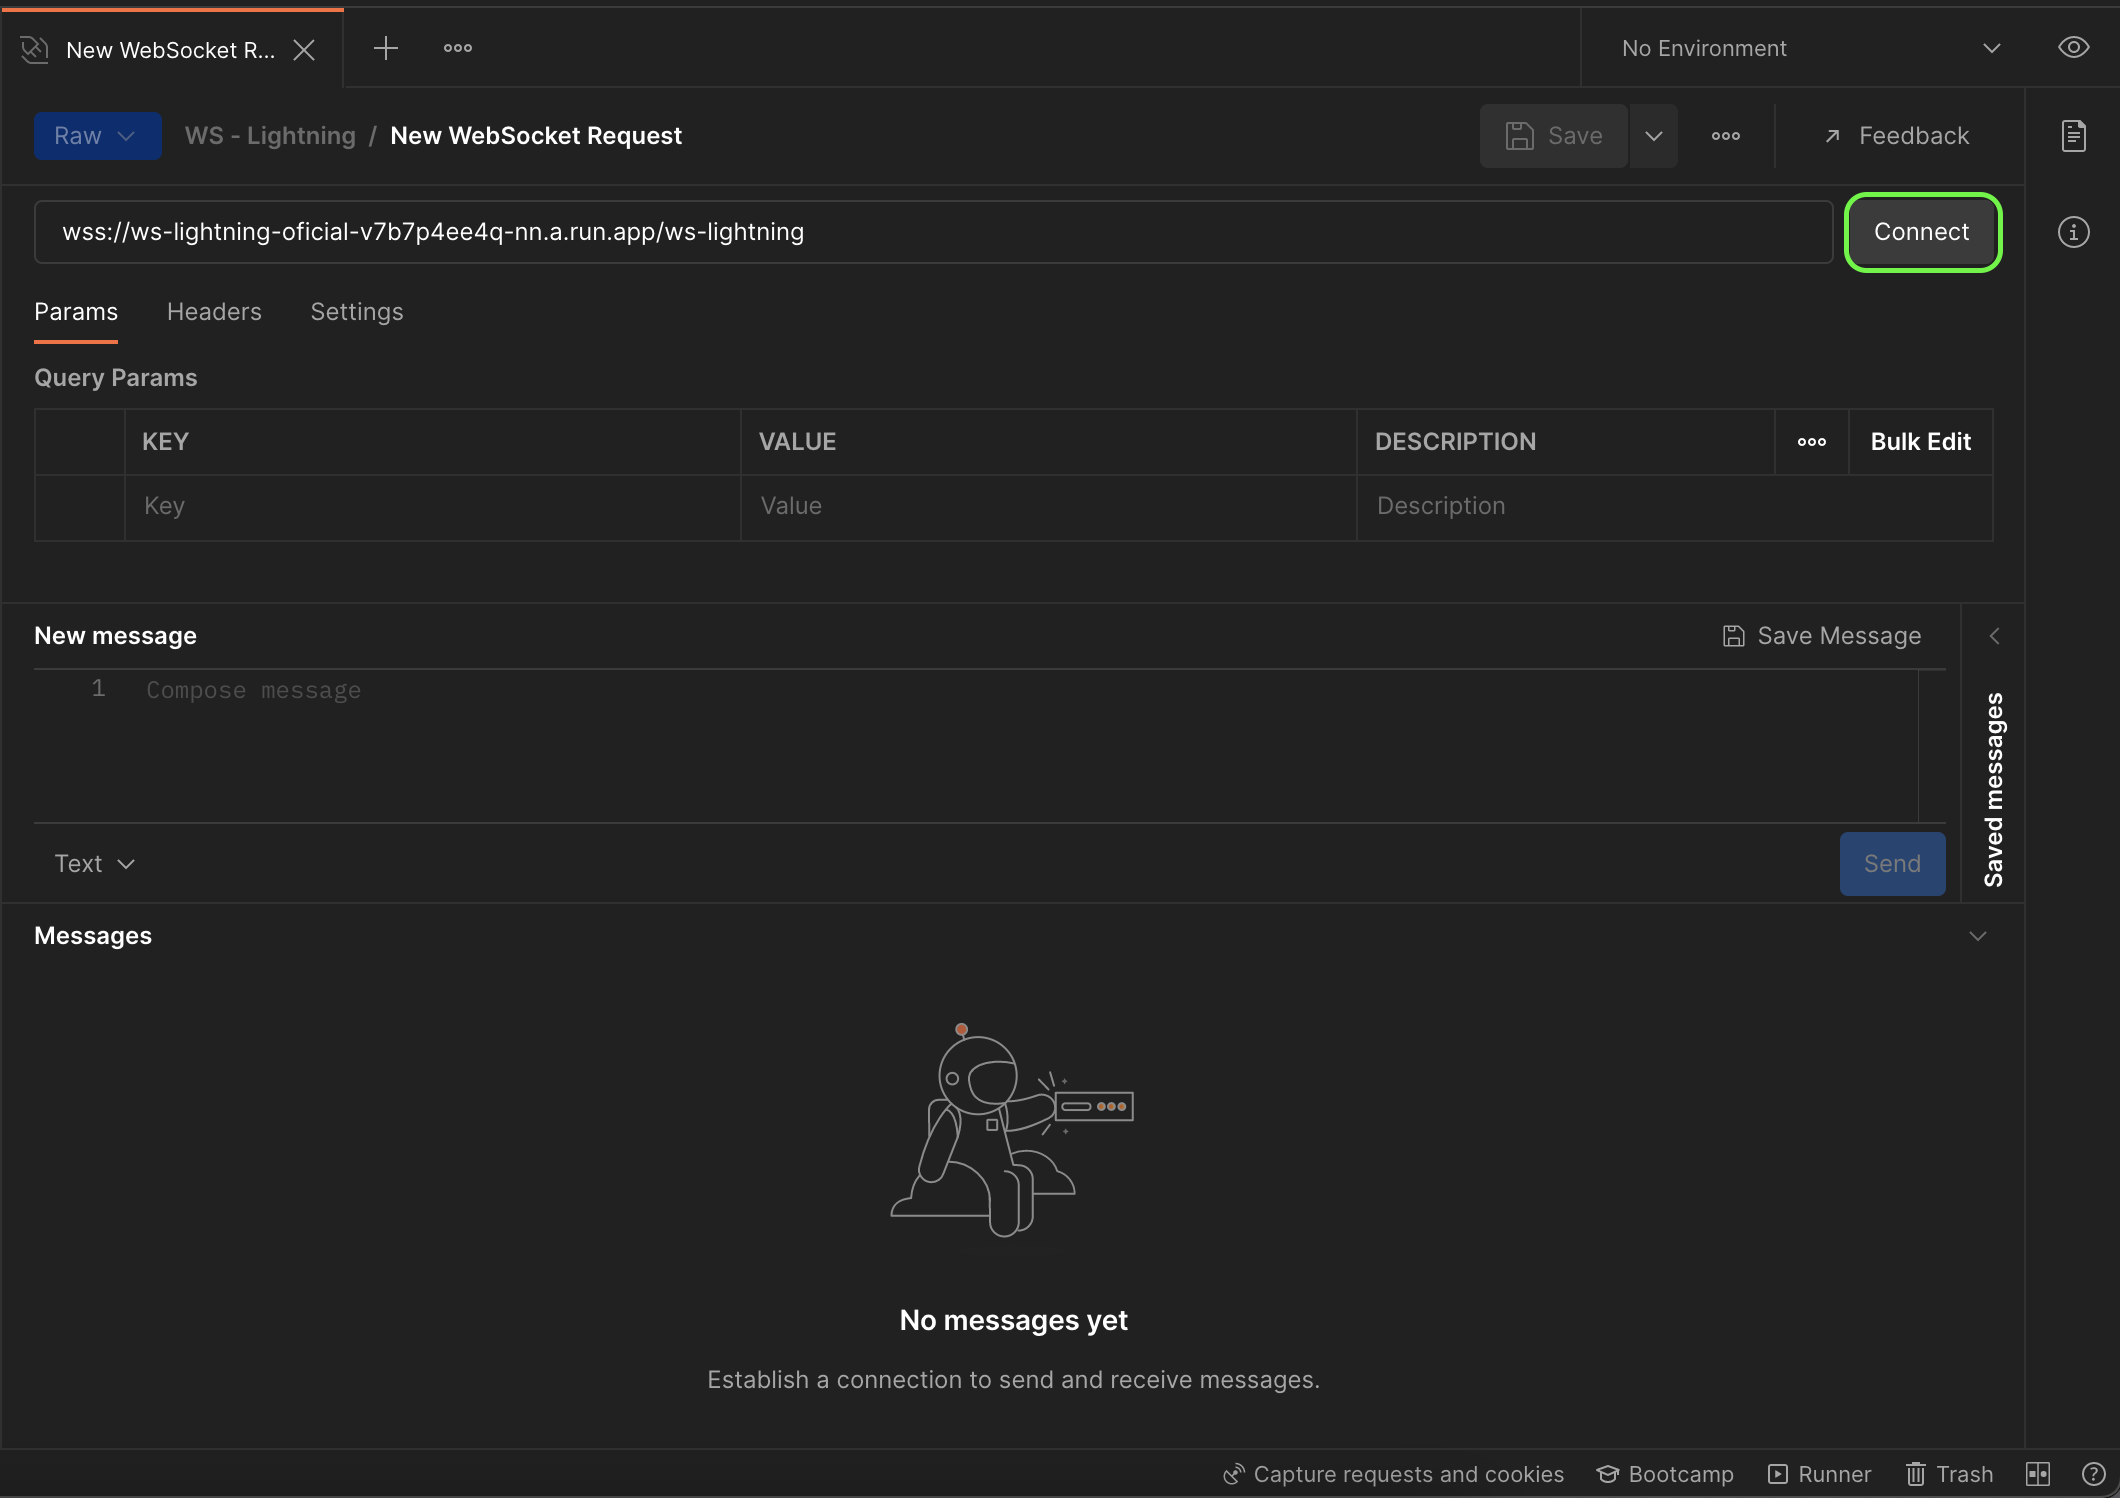 New WebSocket R...
No Environment
Raw
WS - Lightning / New WebSocket Request
Save
Feedback
wss://ws-lightning-oficial-v7b7p4ee4q-nn.a.run.app/ws-lightning
Connect
Params Headers Settings
Query Params
KEY VALUE DESCRIPTION Bulk Edit
Key Value Description
New message
Save Message
1 Compose message
Saved messages
Text
Send
Messages
No messages yet
Establish a connection to send and receive messages.
Capture requests and cookies Bootcamp Runner Trash